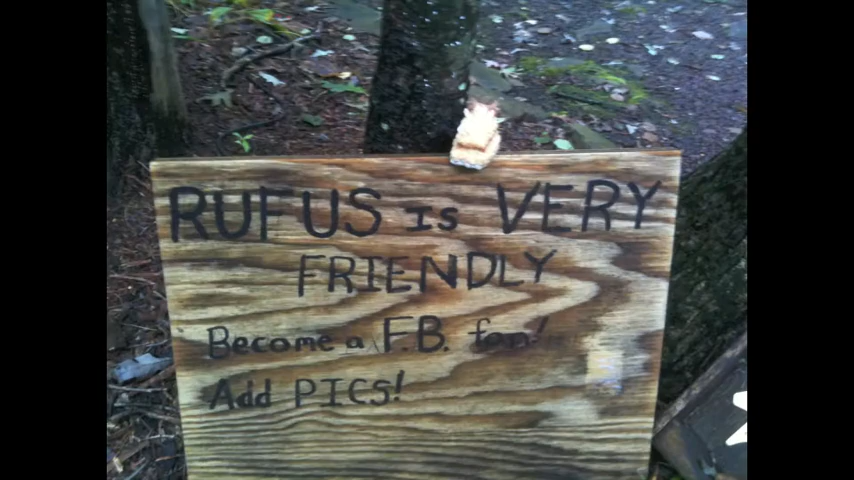 RUFUS is VERY
FRIENDLY
Become a F.B. fan!
Add PICS!